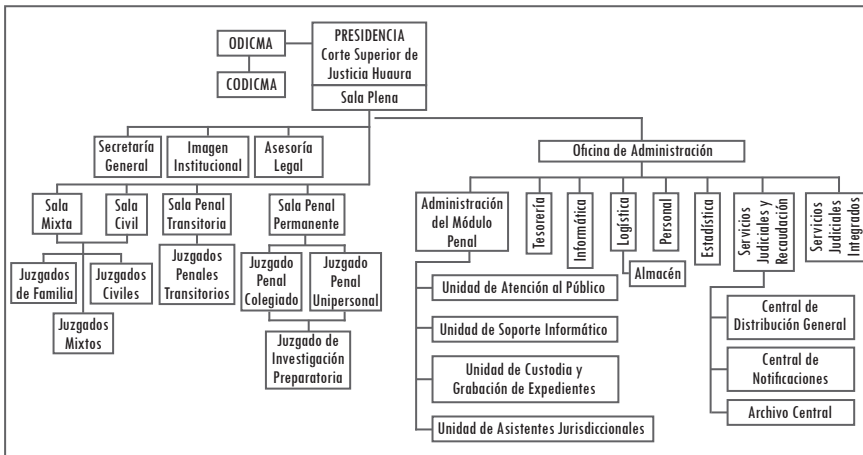 ODICMA
CODICMA
PRESIDENCIA
Corte Superior de
Justicia Huaura
Sala Plena
Secretaría
General
Imagen
Institucional
Asesoría
Legal
Oficina de Administración
Sala
Mixta
Sala
Civil
Sala Penal
Transitoria
Sala Penal
Permanente
Juzgados
de Familia
Juzgados
Civiles
Juzgados
Penales
Transitorios
Juzgado
Penal
Colegiado
Juzgado
Penal
Unipersonal
Juzgados
Mixtos
Juzgado de
Investigación
Preparatoria
Administración
del Módulo
Penal
Tesorería
Informática
Logística
Personal
Estadística
Servicios
Judiciales y
Recaudación
Servicios
Judiciales
Integrados
Almacén
Unidad de Atención al Público
Unidad de Soporte Informático
Unidad de Custodia y
Grabación de Expedientes
Unidad de Asistentes Jurisdiccionales
Central de
Distribución General
Central de
Notificaciones
Archivo Central